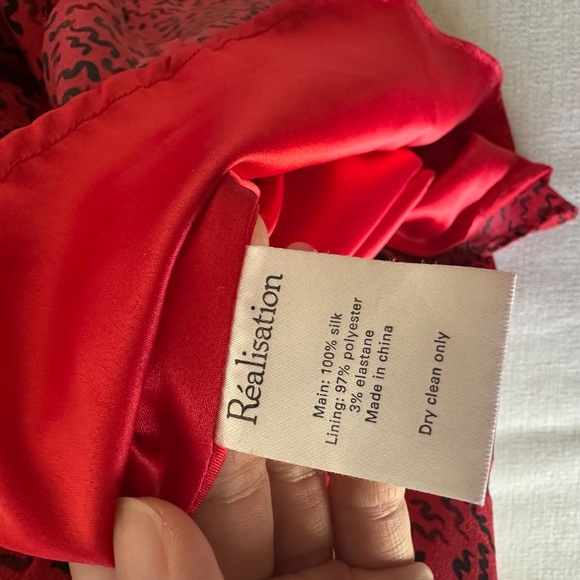 Réalisation
Main: 100% silk
Lining: 97% polyester
3% elastane
Made in china
Dry clean only